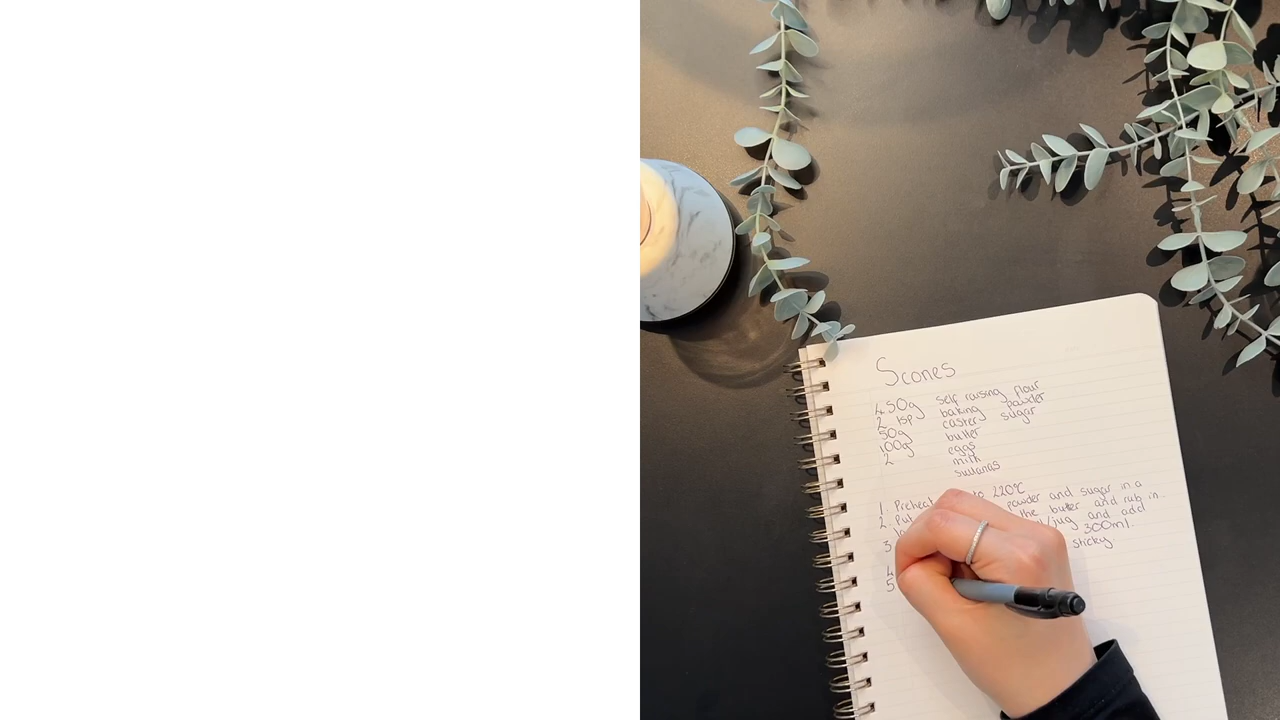 Scones
450g self raising flour
2 tsp baking powder
50g caster sugar
100g butter
2 eggs
milk
sultanas
1. Preheat to 220°C
2. Put powder and sugar in a
the butter and rub in.
3 /jug and add
300ml.
sticky
4
5